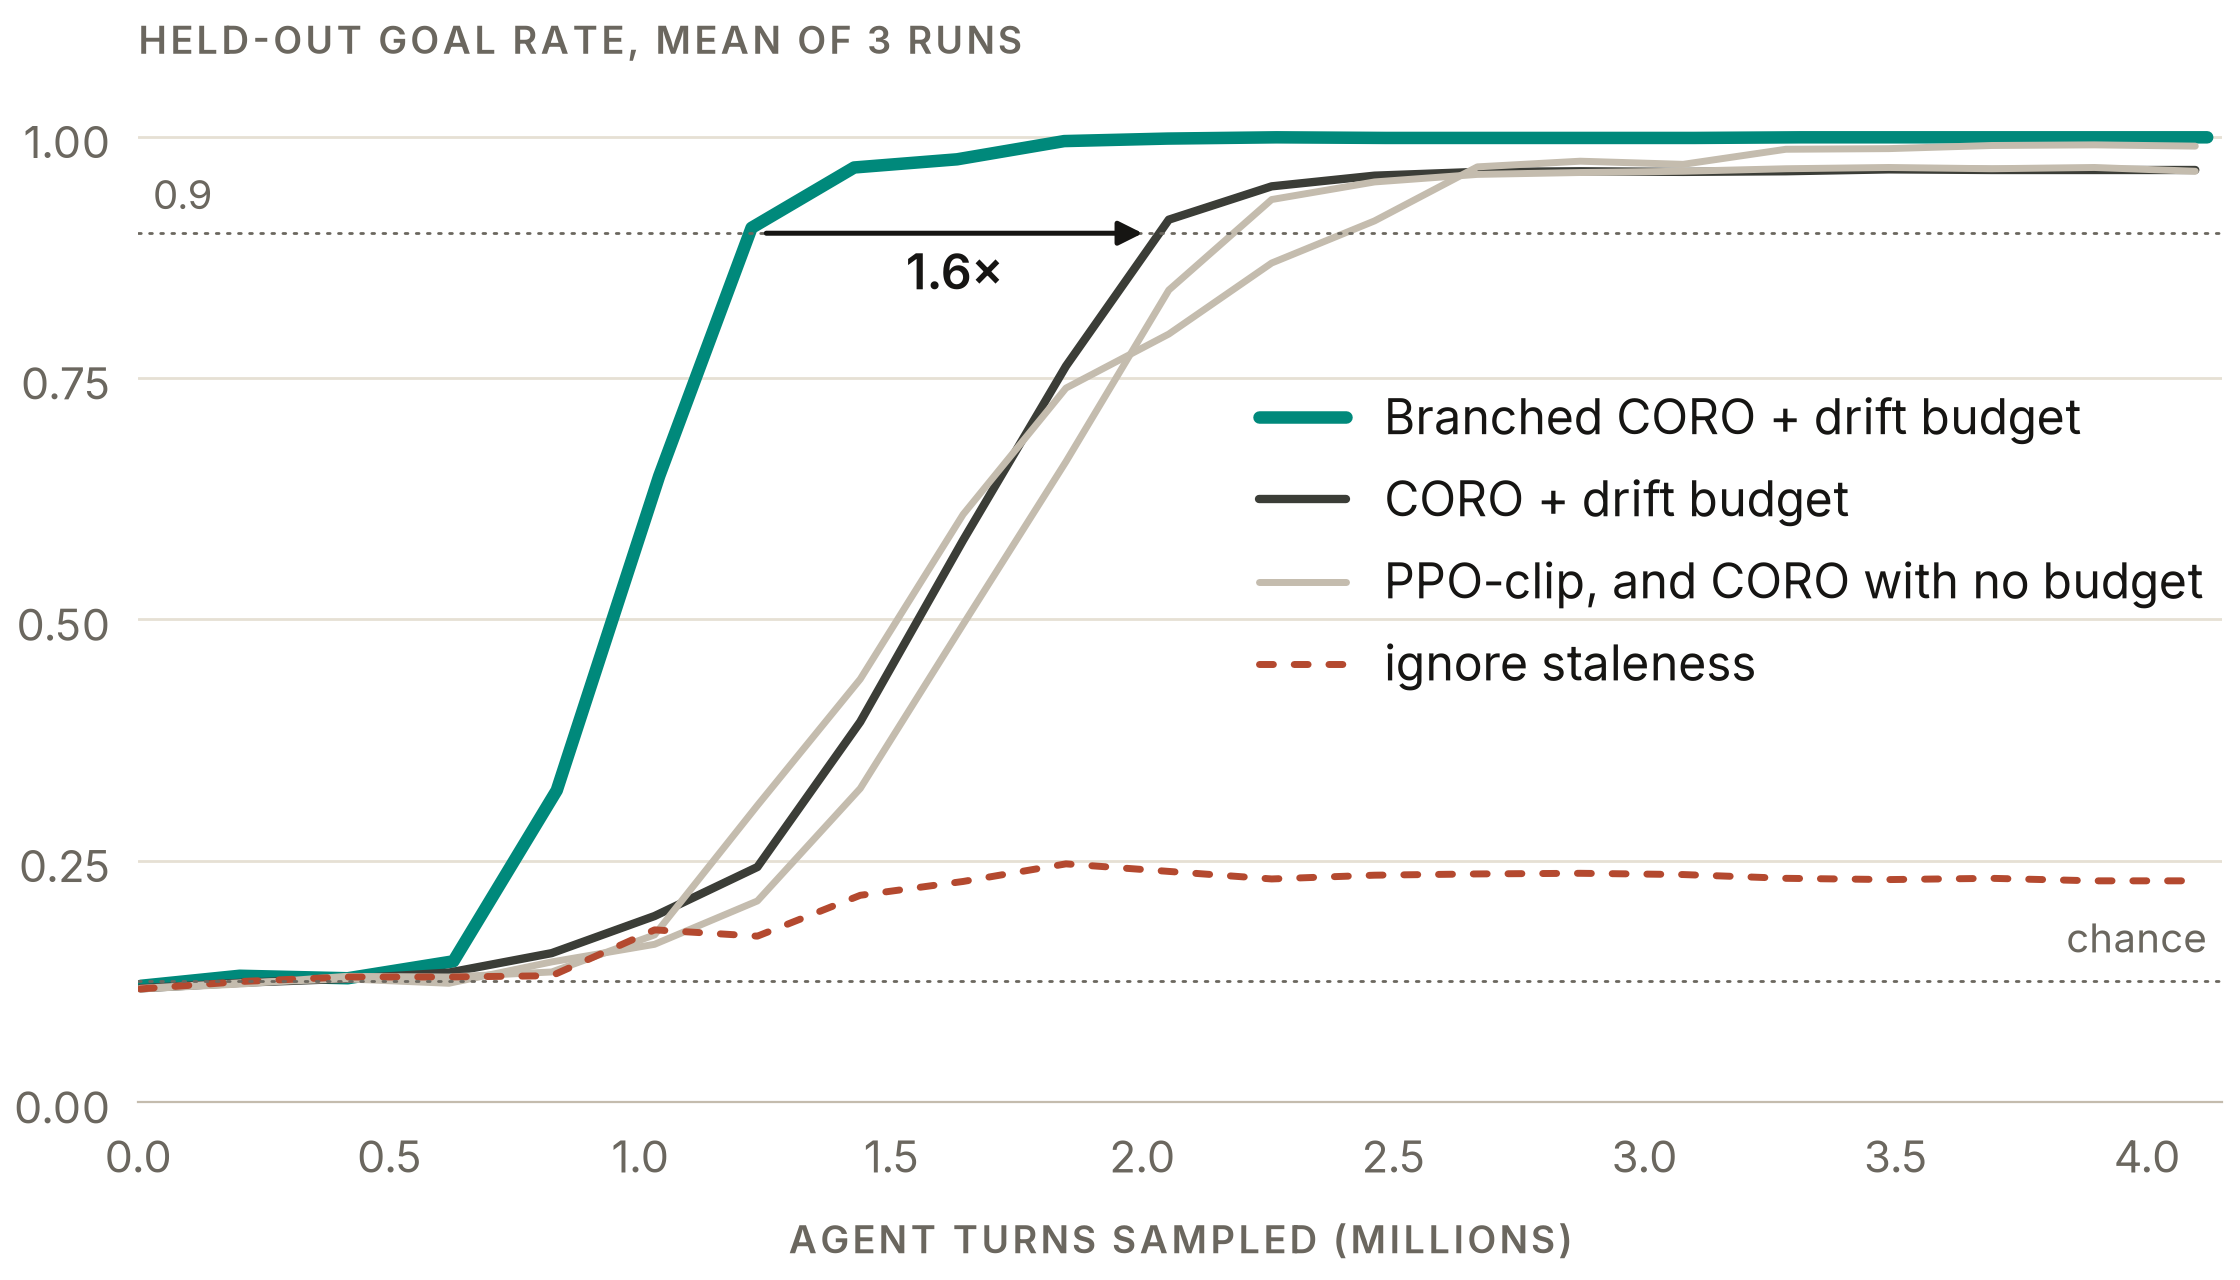 HELD-OUT GOAL RATE, MEAN OF 3 RUNS
1.00
0.9
1.6×
0.75
Branched CORO + drift budget
CORO + drift budget
PPO-clip, and CORO with no budget
0.50
ignore staleness
0.25
chance
0.00
0.0 0.5 1.0 1.5 2.0 2.5 3.0 3.5 4.0
AGENT TURNS SAMPLED (MILLIONS)